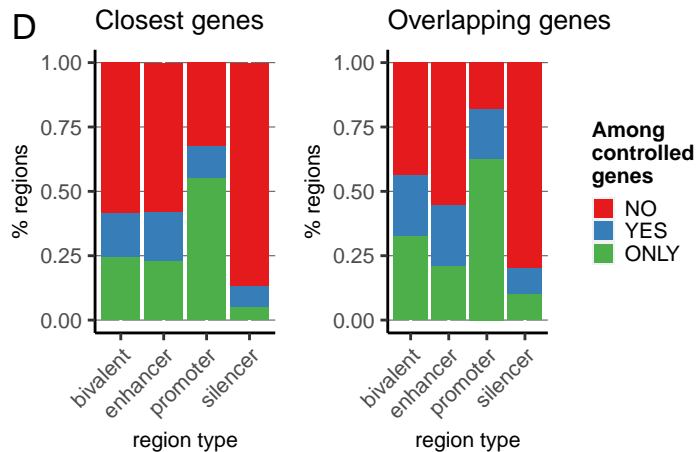 D
Closest genes
Overlapping genes
% regions
1.00
0.75
0.50
0.25
0.00
bivalent
enhancer
promoter
silencer
region type
% regions
1.00
0.75
0.50
0.25
0.00
bivalent
enhancer
promoter
silencer
region type
Among
controlled
genes
NO
YES
ONLY